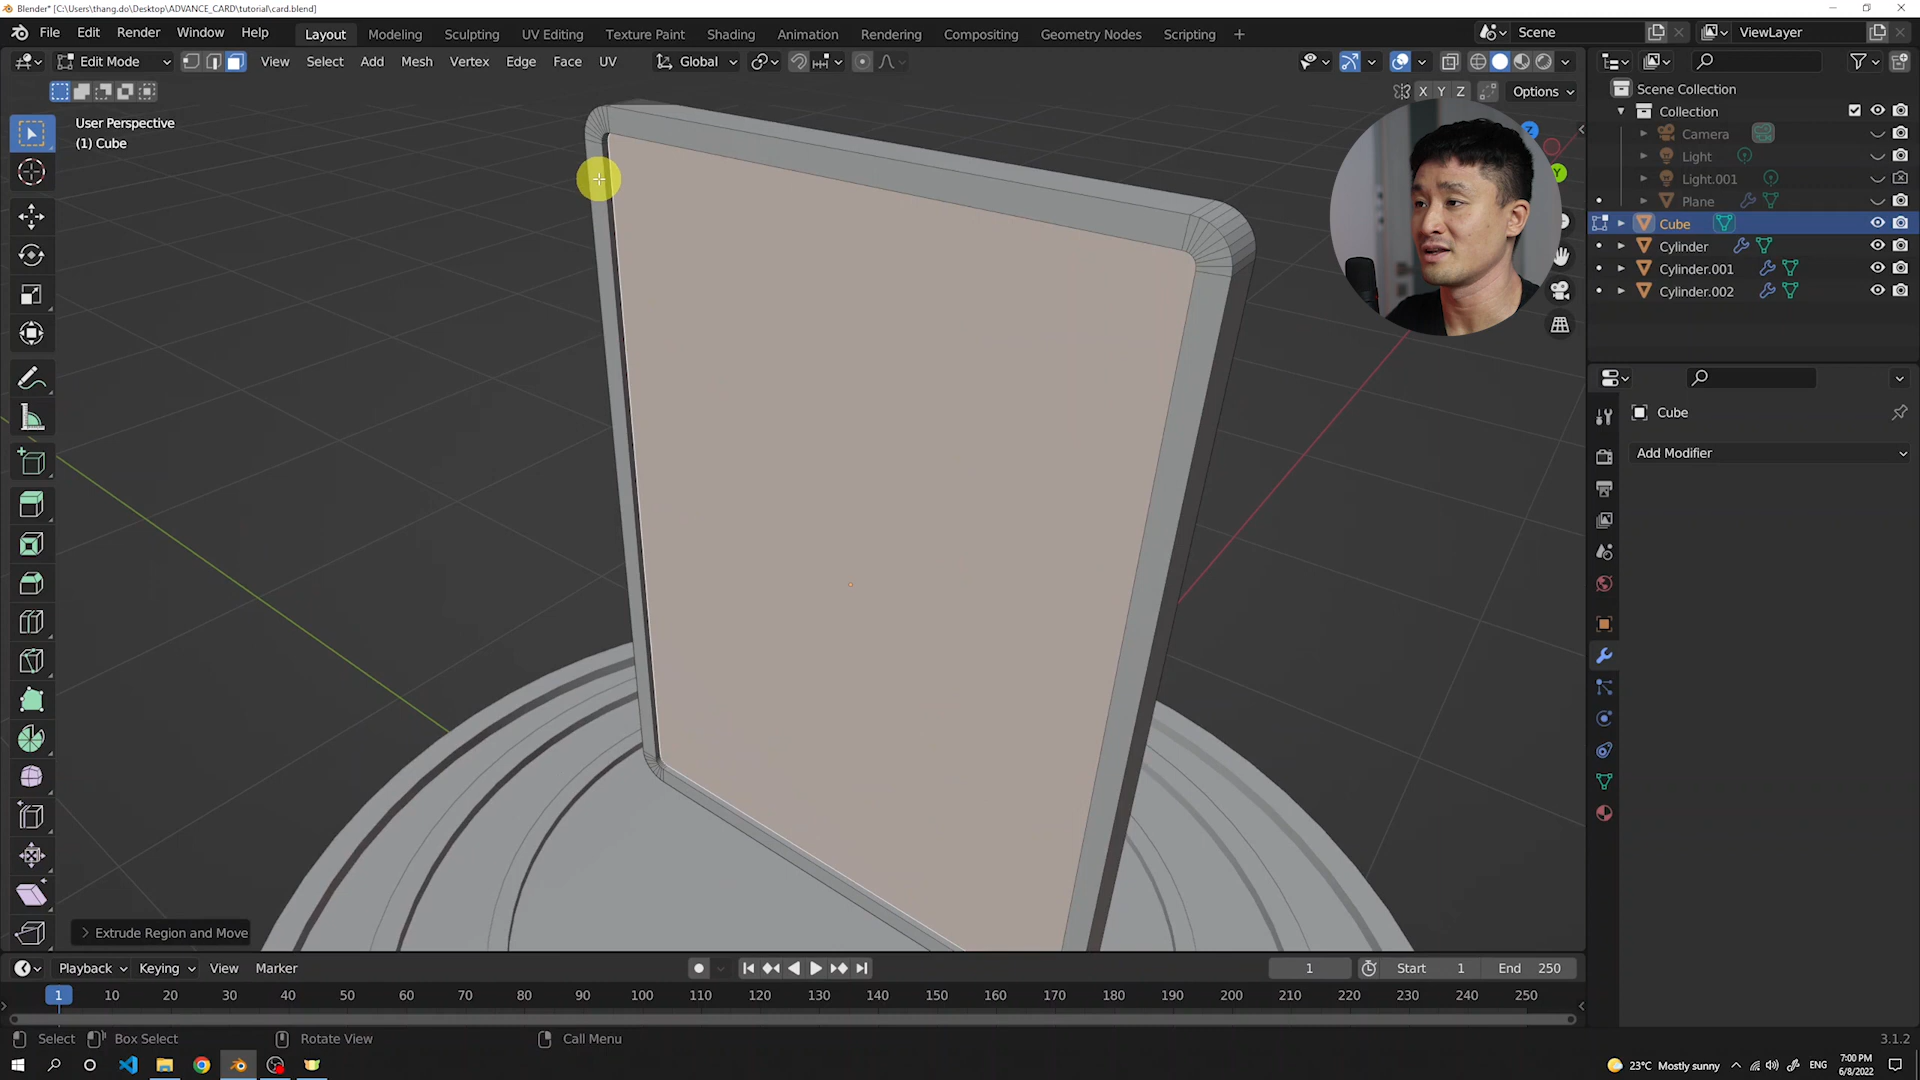 Blender* [C:\Users\thang.do\Desktop\ADVANCE_CARD\tutorial\card.blend]
File Edit Render Window Help Layout Modeling Sculpting UV Editing Texture Paint Shading Animation Rendering Compositing Geometry Nodes Scripting + Scene ViewLayer
Edit Mode View Select Add Mesh Vertex Edge Face UV Global
X Y Z Options
User Perspective
(1) Cube
Z
Y
Scene Collection
Collection
Camera
Light
Light.001
Plane
Cube
Cylinder
Cylinder.001
Cylinder.002
Cube
Add Modifier
Extrude Region and Move
Playback Keying View Marker 1 Start 1 End 250
1 10 20 30 40 50 60 70 80 90 100 110 120 130 140 150 160 170 180 190 200 210 220 230 240 250
Select Box Select Rotate View Call Menu 3.1.2
23°C Mostly sunny ENG 7:00 PM
6/8/2022